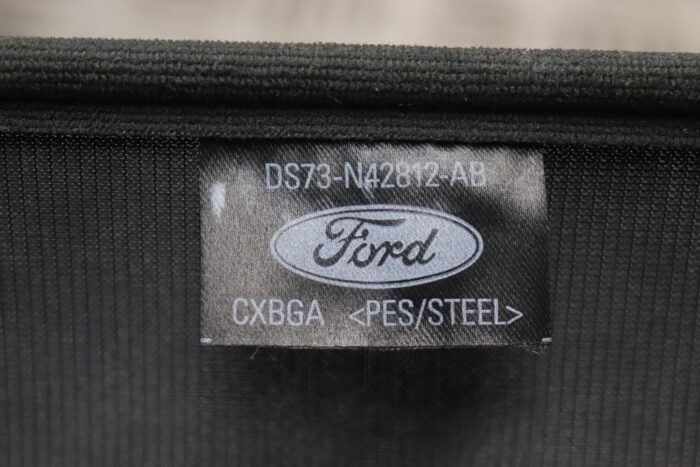 DS73-N42812-AB
Ford
CXBGA <PES/STEEL>